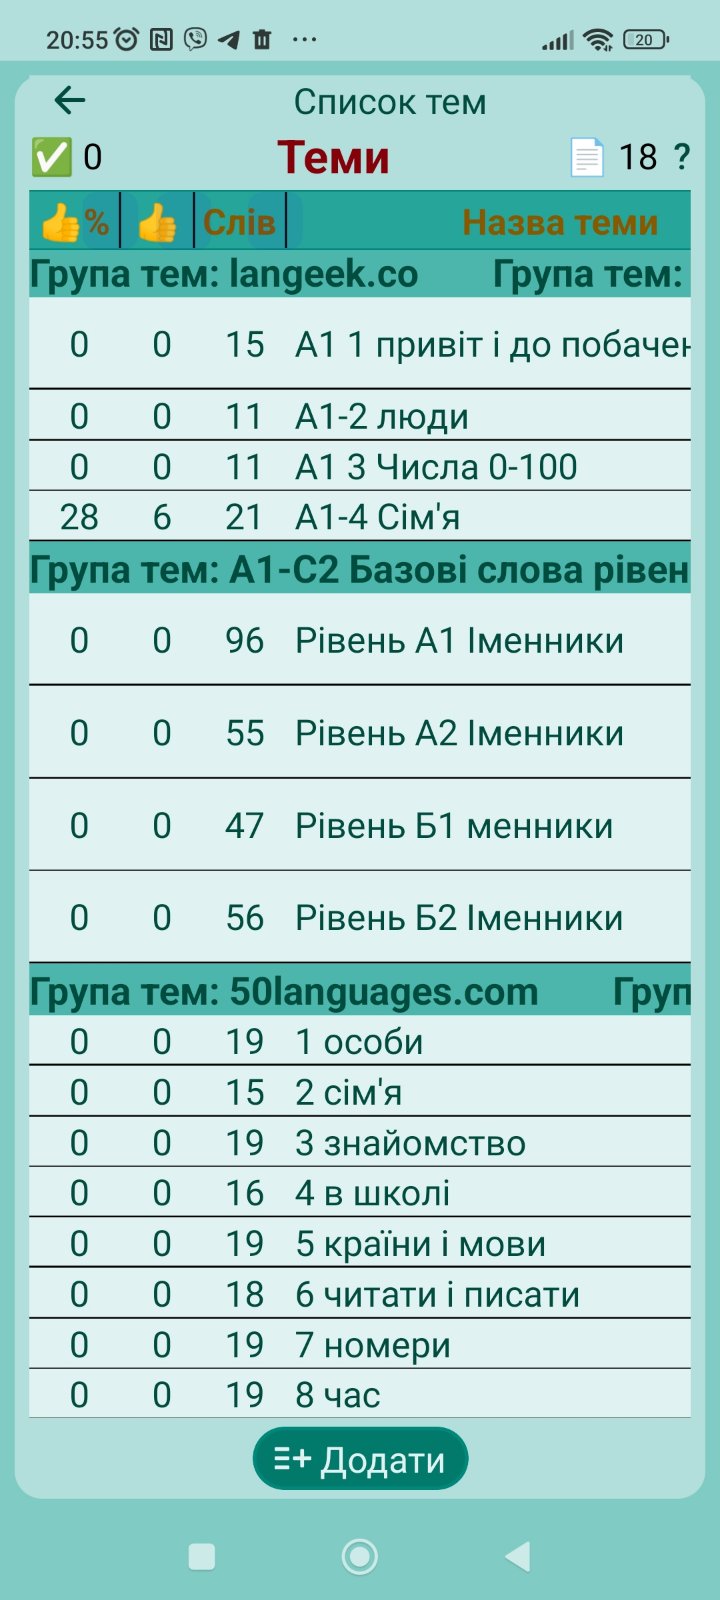 20:55 20
Список тем
0 Теми 18 ?
% Слів Назва теми
Група тем: langeek.co Група тем:
0 0 15 A1 1 привіт і до побачен
0 0 11 A1-2 люди
0 0 11 A1 3 Числа 0-100
28 6 21 A1-4 Сім'я
Група тем: A1-C2 Базові слова рівен
0 0 96 Рівень А1 Іменники
0 0 55 Рівень А2 Іменники
0 0 47 Рівень Б1 менники
0 0 56 Рівень Б2 Іменники
Група тем: 50languages.com Груп
0 0 19 1 особи
0 0 15 2 сім'я
0 0 19 3 знайомство
0 0 16 4 в школі
0 0 19 5 країни і мови
0 0 18 6 читати і писати
0 0 19 7 номери
0 0 19 8 час
Додати